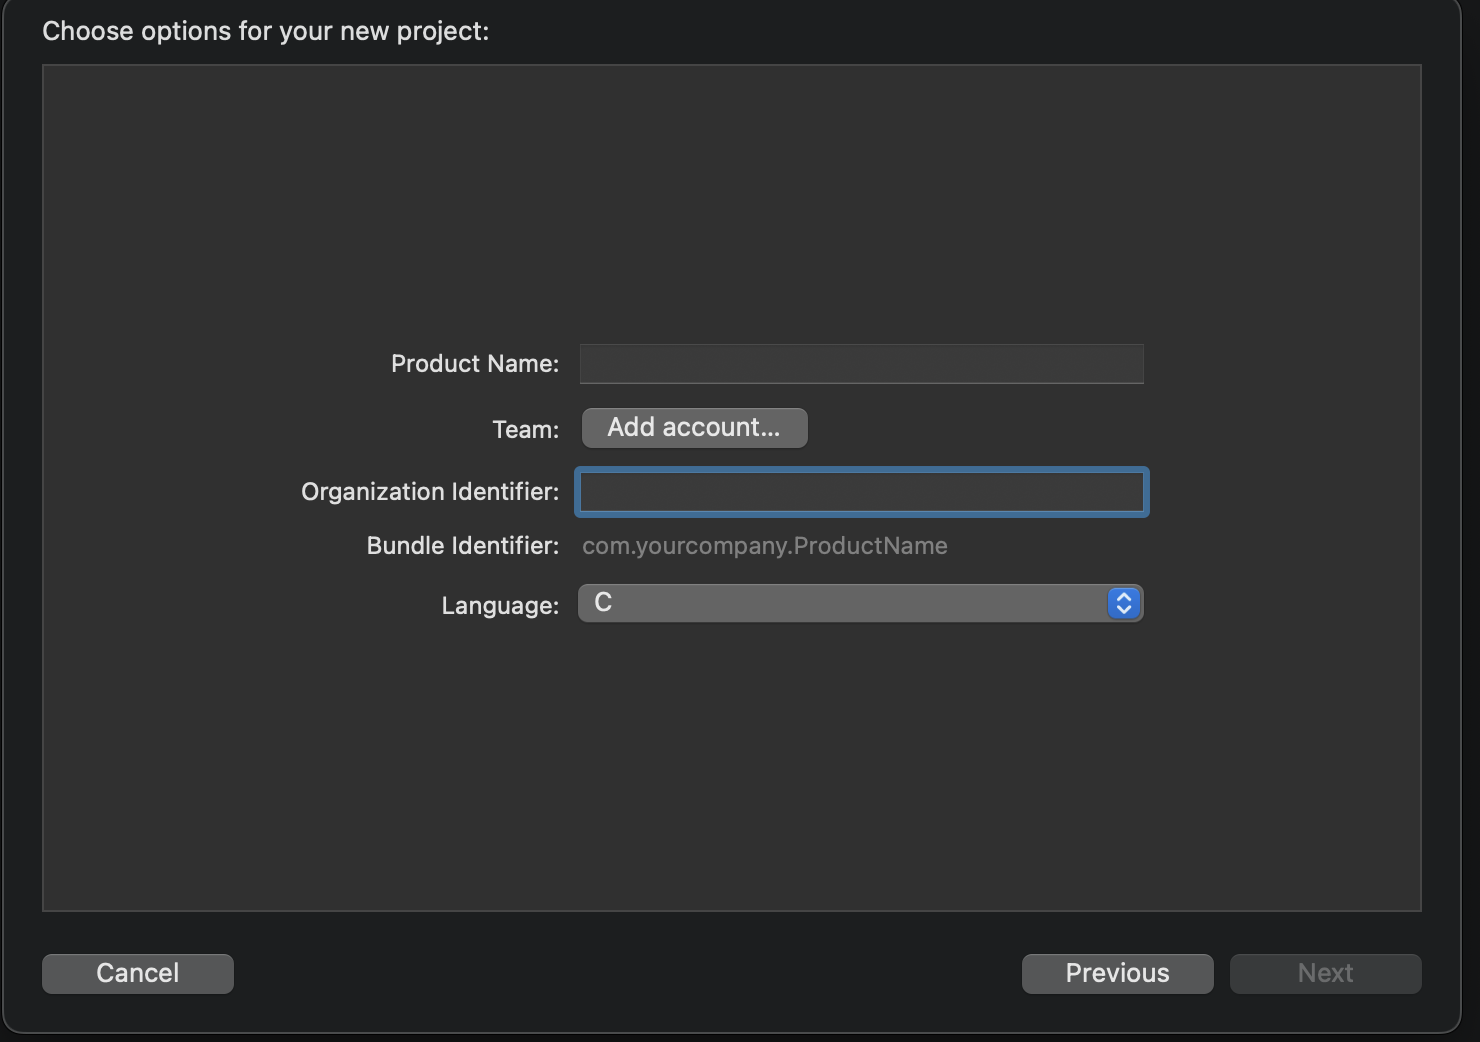 Choose options for your new project:
Product Name:
Team: Add account...
Organization Identifier:
Bundle Identifier: com.yourcompany.ProductName
Language: C
Cancel Previous Next